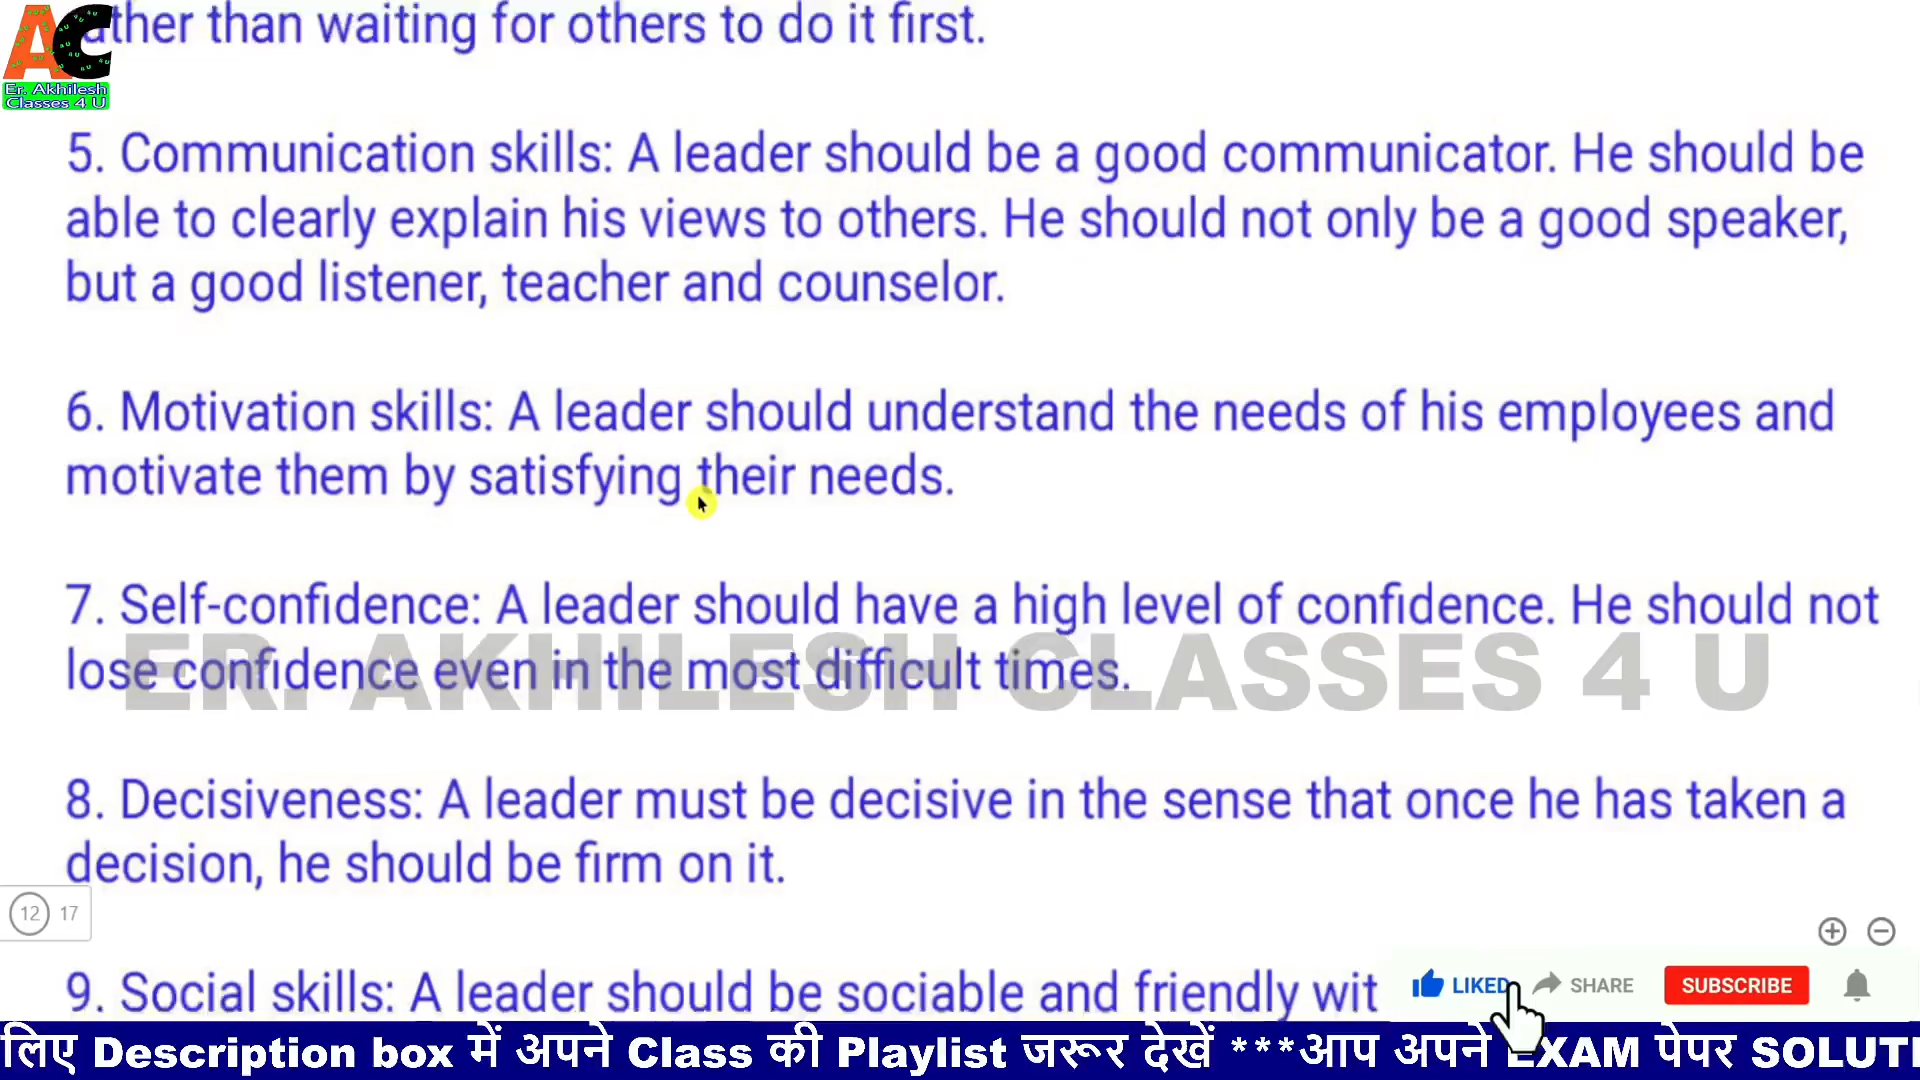 ather than waiting for others to do it first.
AC
Er. Akhilesh
Classes 4 U
5. Communication skills: A leader should be a good communicator. He should be
able to clearly explain his views to others. He should not only be a good speaker,
but a good listener, teacher and counselor.
6. Motivation skills: A leader should understand the needs of his employees and
motivate them by satisfying their needs.
7. Self-confidence: A leader should have a high level of confidence. He should not
lose confidence even in the most difficult times.
ER. AKHILESH CLASSES 4 U
8. Decisiveness: A leader must be decisive in the sense that once he has taken a
decision, he should be firm on it.
12 17
9. Social skills: A leader should be sociable and friendly wit
LIKED SHARE SUBSCRIBE
लिए Description box में अपने Class की Playlist जरूर देखें ***आप अपने EXAM पेपर SOLUTI